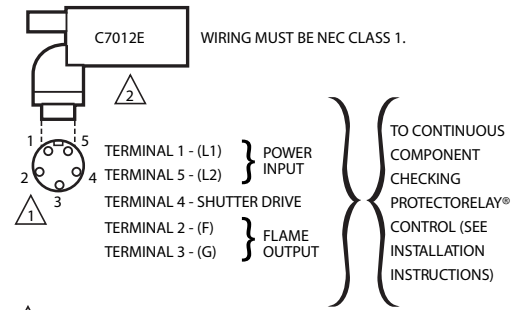 C7012E
WIRING MUST BE NEC CLASS 1.
2
1 5
2 4
3
1
TERMINAL 1 - (L1)
TERMINAL 5 - (L2)
POWER
INPUT
TERMINAL 4 - SHUTTER DRIVE
TERMINAL 2 - (F)
TERMINAL 3 - (G)
FLAME
OUTPUT
TO CONTINUOUS
COMPONENT
CHECKING
PROTECTORELAY®
CONTROL (SEE
INSTALLATION
INSTRUCTIONS)